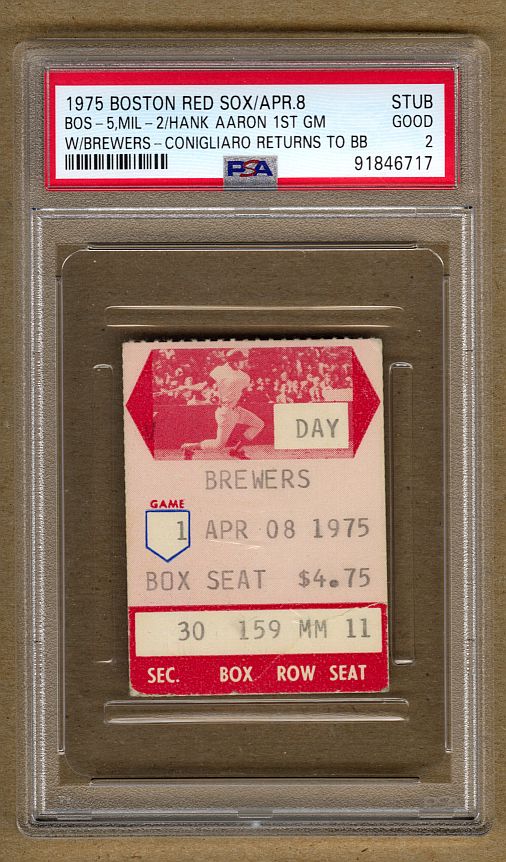 1975 BOSTON RED SOX/APR.8 STUB
BOS-5,MIL-2/HANK AARON 1ST GM GOOD
W/BREWERS-CONIGLIARO RETURNS TO BB 2
PSA 91846717
DAY
BREWERS
GAME
1 APR 08 1975
BOX SEAT $4.75
30 159 MM 11
SEC. BOX ROW SEAT